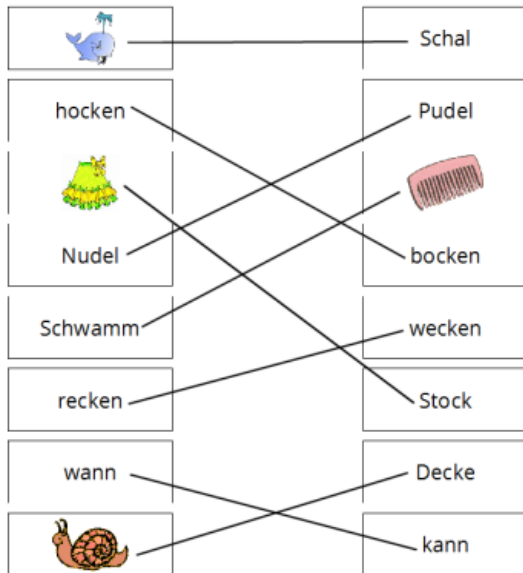 Schal
hocken
Pudel
Nudel
bocken
Schwamm
wecken
recken
Stock
wann
Decke
kann